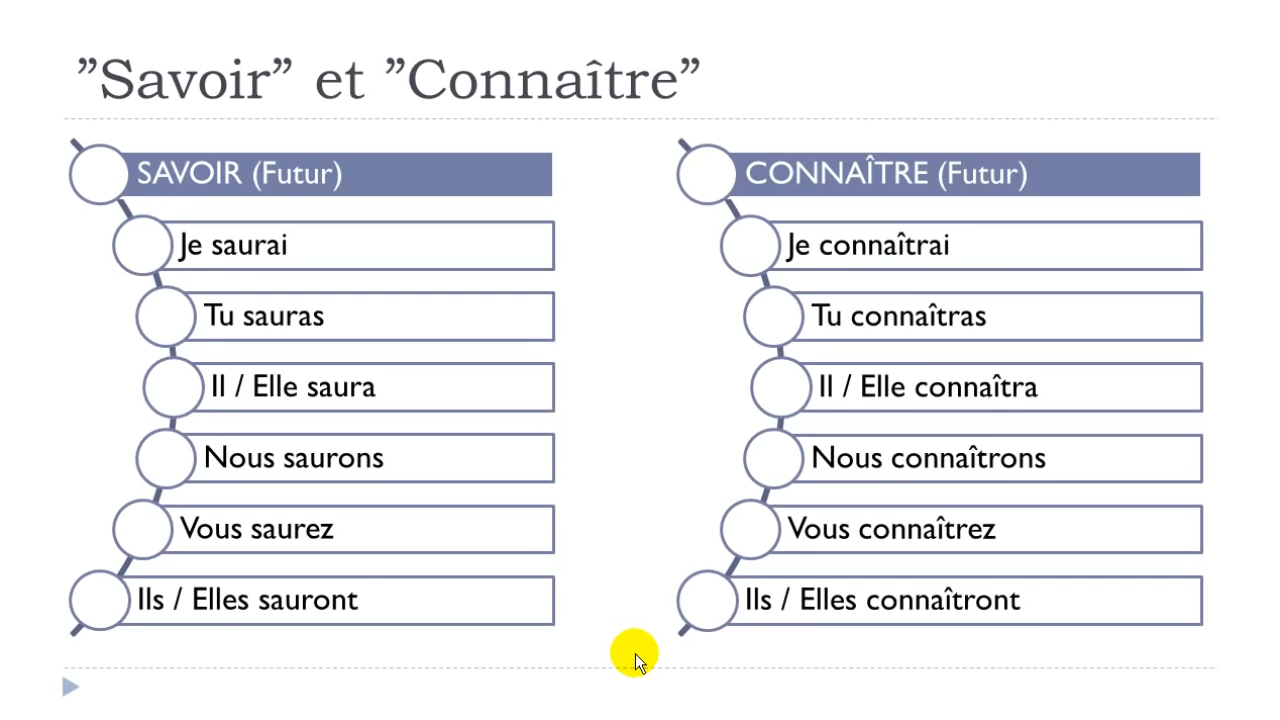 ”Savoir” et ”Connaître”
SAVOIR (Futur)
Je saurai
Tu sauras
Il / Elle saura
Nous saurons
Vous saurez
Ils / Elles sauront
CONNAÎTRE (Futur)
Je connaîtrai
Tu connaîtras
Il / Elle connaîtra
Nous connaîtrons
Vous connaîtrez
Ils / Elles connaîtront